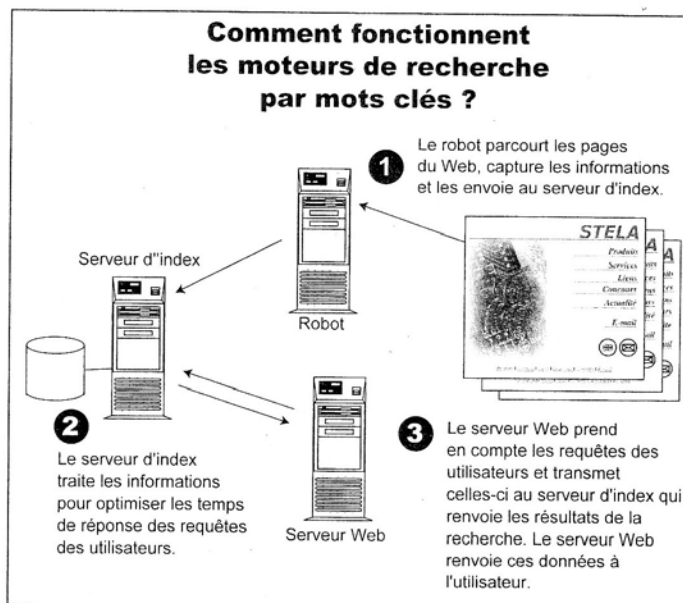 Comment fonctionnent
les moteurs de recherche
par mots clés ?
1
Le robot parcourt les pages
du Web, capture les informations
et les envoie au serveur d'index.
STELA
Produits
Services
Liens
Concours
Actualité
E-mail
A
A
Serveur d"index
Robot
2
Le serveur d'index
traite les informations
pour optimiser les temps
de réponse des requêtes
des utilisateurs.
Serveur Web
3
Le serveur Web prend
en compte les requêtes des
utilisateurs et transmet
celles-ci au serveur d'index qui
renvoie les résultats de la
recherche. Le serveur Web
renvoie ces données à
l'utilisateur.